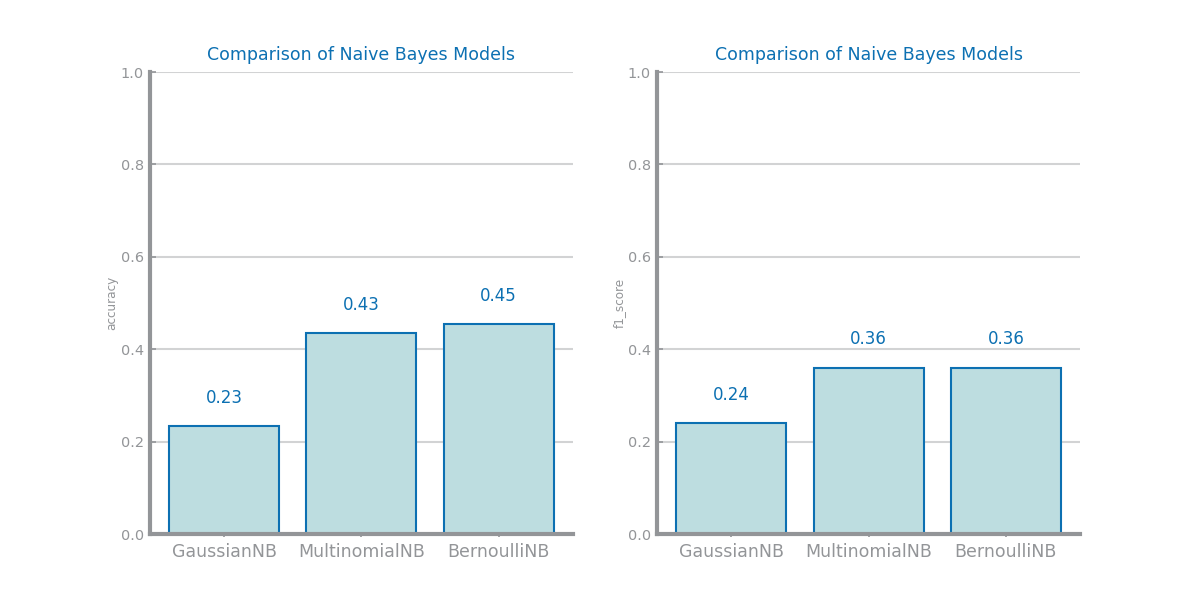 Comparison of Naive Bayes Models
1.0
0.8
0.6
0.4
0.2
0.0
accuracy
0.23
0.43
0.45
GaussianNB
MultinomialNB
BernoulliNB
Comparison of Naive Bayes Models
1.0
0.8
0.6
0.4
0.2
0.0
f1_score
0.24
0.36
0.36
GaussianNB
MultinomialNB
BernoulliNB